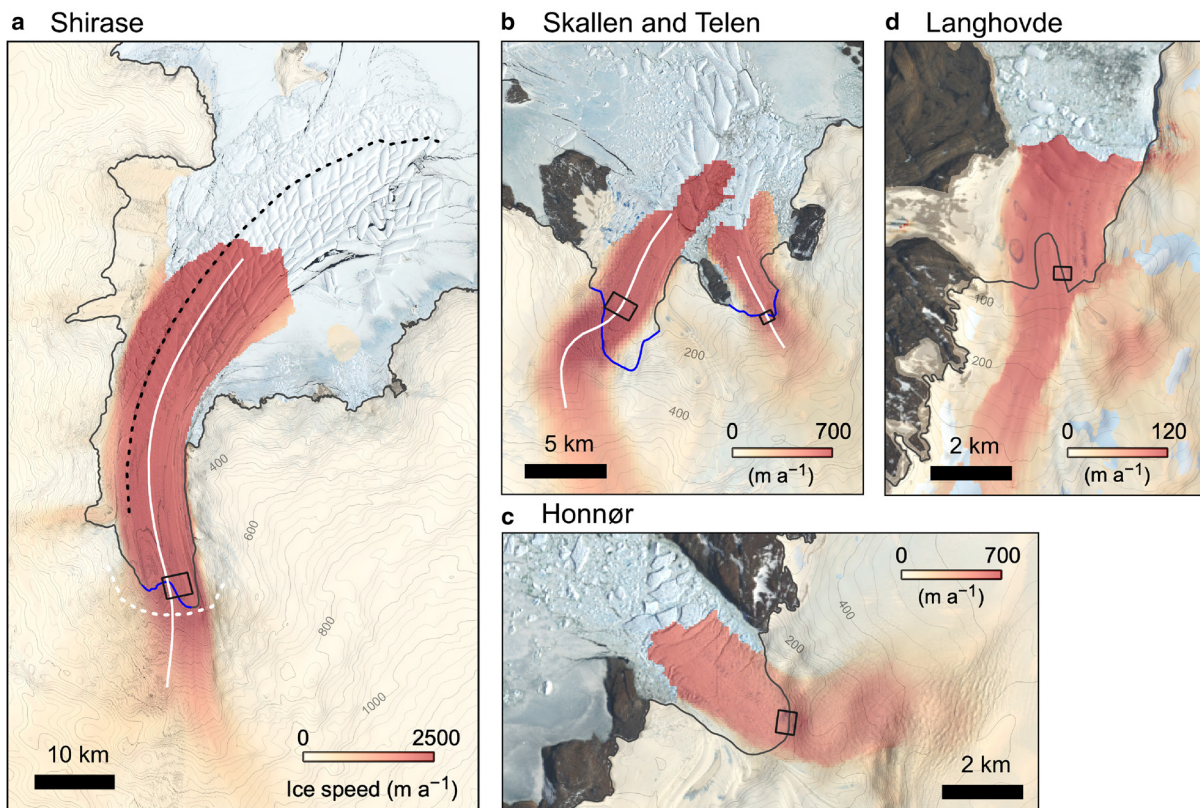 a Shirase
400
600
800
1000
10 km
0 2500
Ice speed (m a⁻¹)
b Skallen and Telen
200
400
5 km
0 700
(m a⁻¹)
d Langhovde
100
200
2 km
0 120
(m a⁻¹)
c Honnør
0 700
(m a⁻¹)
400
200
2 km